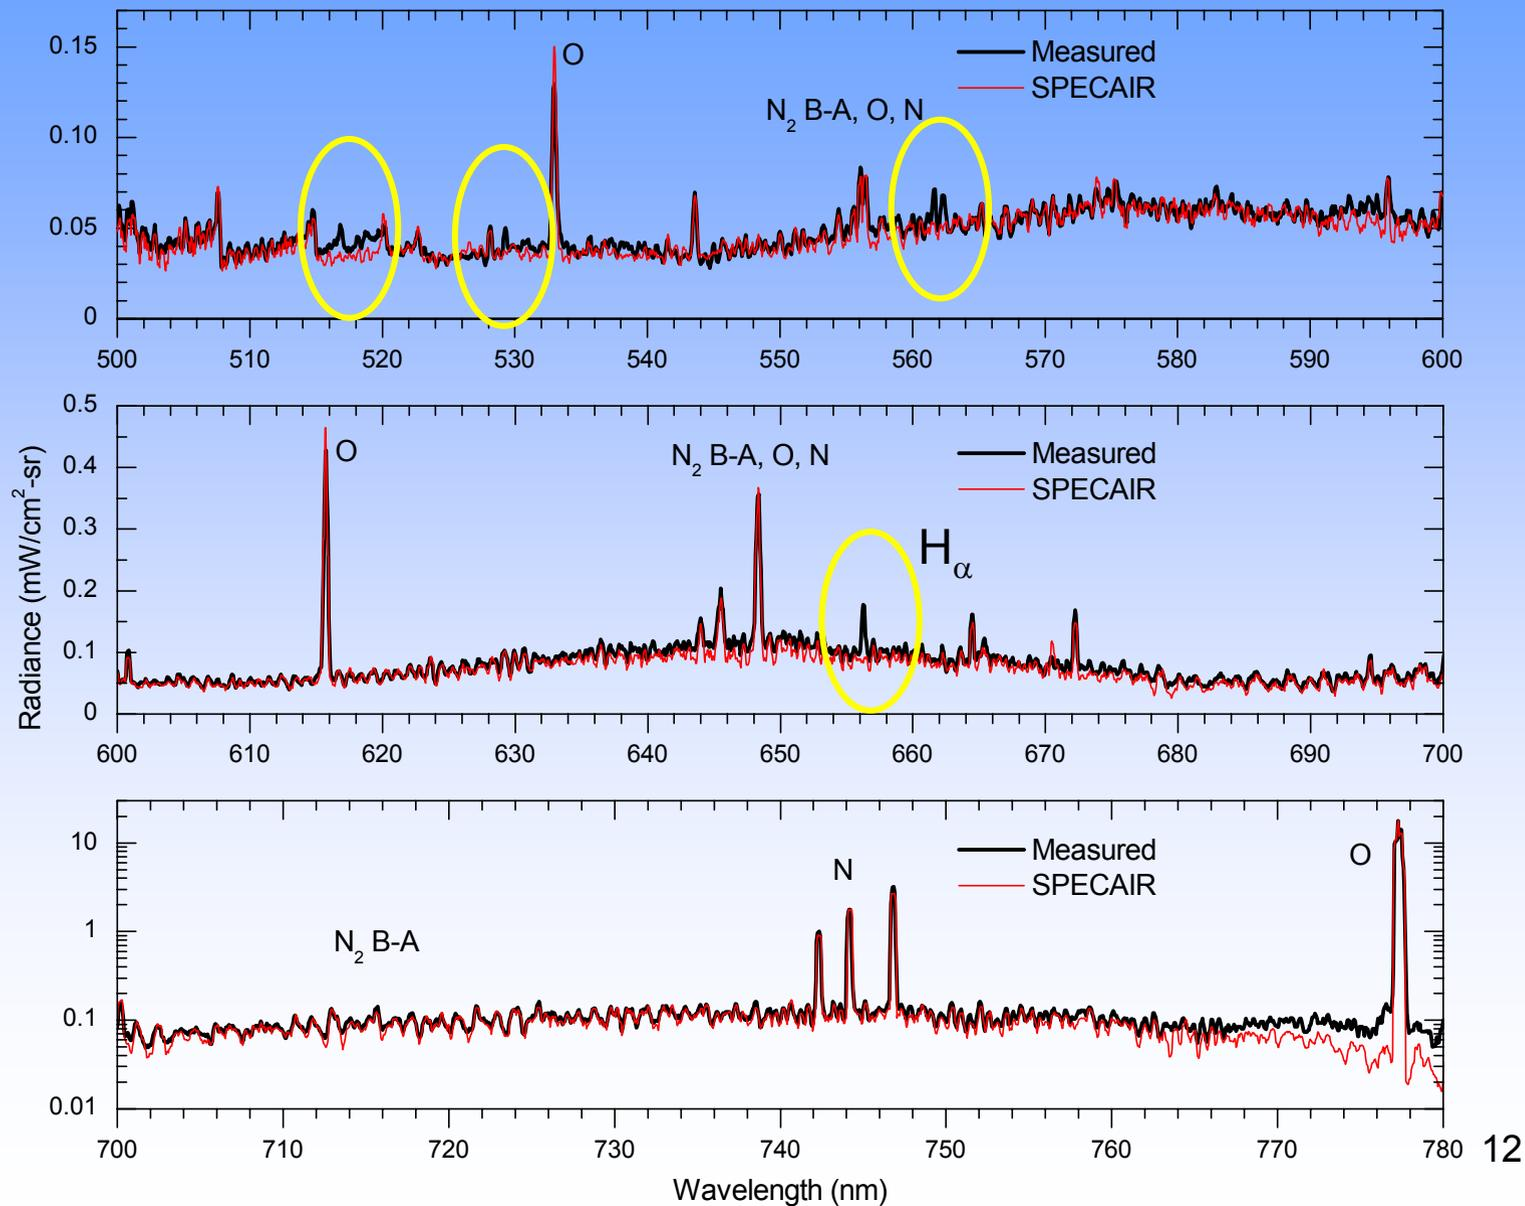 0.15
0.10
0.05
0
O
N₂ B-A, O, N
Measured
SPECAIR
500 510 520 530 540 550 560 570 580 590 600
Radiance (mW/cm²-sr)
0.5
0.4
0.3
0.2
0.1
0
O
N₂ B-A, O, N
Measured
SPECAIR
Hα
600 610 620 630 640 650 660 670 680 690 700
10
1
0.1
0.01
N₂ B-A
N
Measured
SPECAIR
O
700 710 720 730 740 750 760 770 780
Wavelength (nm)
12